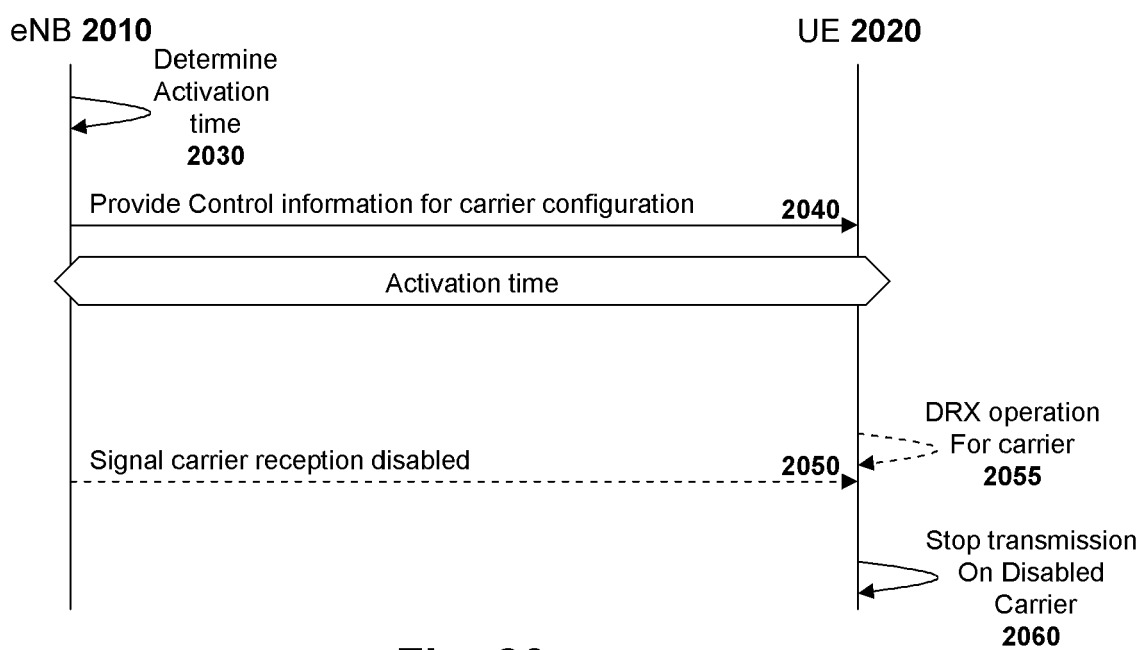 eNB 2010
UE 2020
Determine
Activation
time
2030
Provide Control information for carrier configuration 2040
Activation time
DRX operation
For carrier
2055
Signal carrier reception disabled 2050
Stop transmission
On Disabled
Carrier
2060